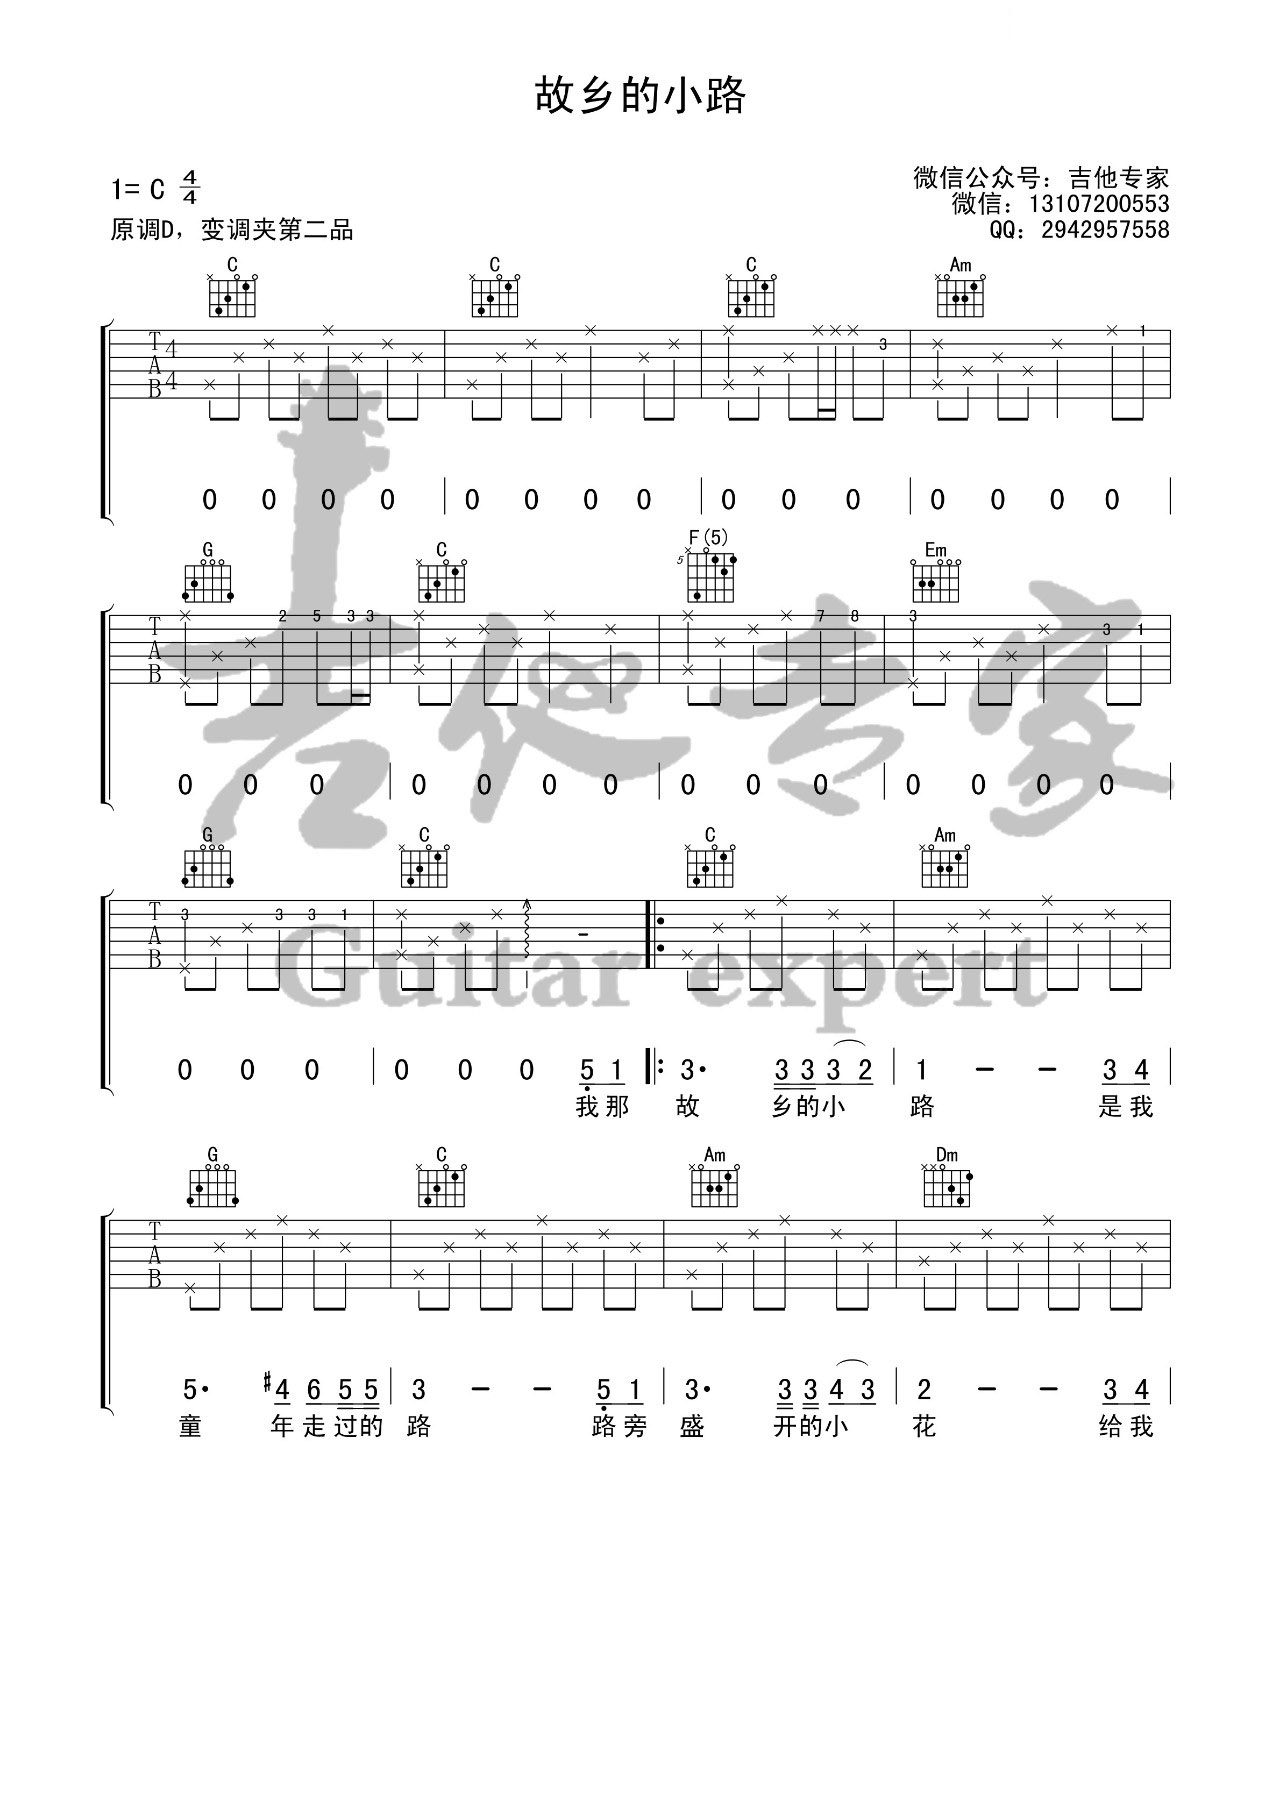 故乡的小路
1= C 4/4
微信公众号：吉他专家
微信：13107200553
原调D，变调夹第二品
QQ：2942957558
C C C Am
T A B 4 4 3 1
0 0 0 0 | 0 0 0 0 | 0 0 0 | 0 0 0 0
G C F(5) Em
5
T A B 2 5 3 3 7 8 3 3 1
0 0 0 | 0 0 0 0 | 0 0 0 | 0 0 0 0
吉他专家
G C C Am
T A B 3 3 3 1 -
Guitar expert
0 0 0 | 0 0 0 5 1 |: 3· 3 3 3 2 | 1 - - 3 4
我那 故 乡的小 路 是我
G C Am Dm
T A B
5· #4 6 5 5 | 3 - - 5 1 | 3· 3 3 4 3 | 2 - - 3 4
童 年走过的 路 路旁 盛 开的小 花 给我